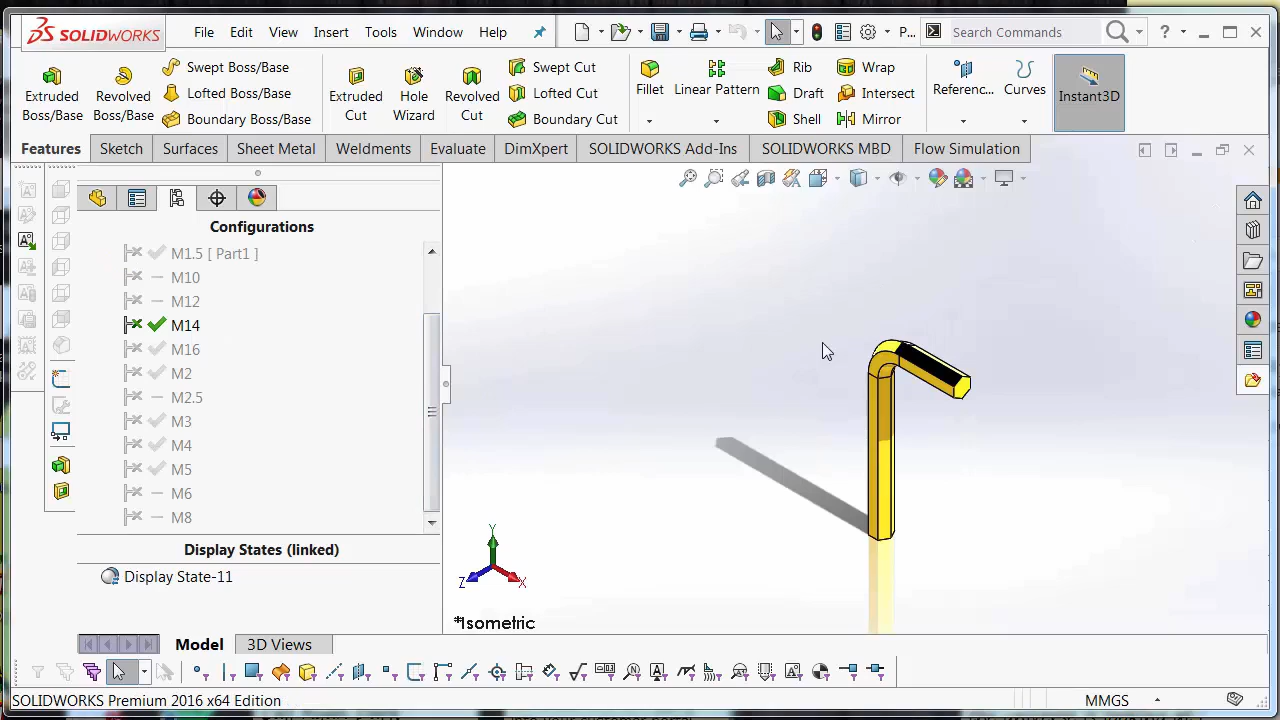 SOLIDWORKS
File Edit View Insert Tools Window Help
P...
Search Commands
Extruded Boss/Base
Revolved Boss/Base
Swept Boss/Base
Lofted Boss/Base
Boundary Boss/Base
Extruded Cut
Hole Wizard
Revolved Cut
Swept Cut
Lofted Cut
Boundary Cut
Fillet
Linear Pattern
Rib
Draft
Shell
Wrap
Intersect
Mirror
Referenc...
Curves
Instant3D
Features Sketch Surfaces Sheet Metal Weldments Evaluate DimXpert SOLIDWORKS Add-Ins SOLIDWORKS MBD Flow Simulation
Configurations
M1.5 [ Part1 ]
M10
M12
M14
M16
M2
M2.5
M3
M4
M5
M6
M8
Display States (linked)
Display State-11
Y
Z
X
*Isometric
Model 3D Views
SOLIDWORKS Premium 2016 x64 Edition
MMGS